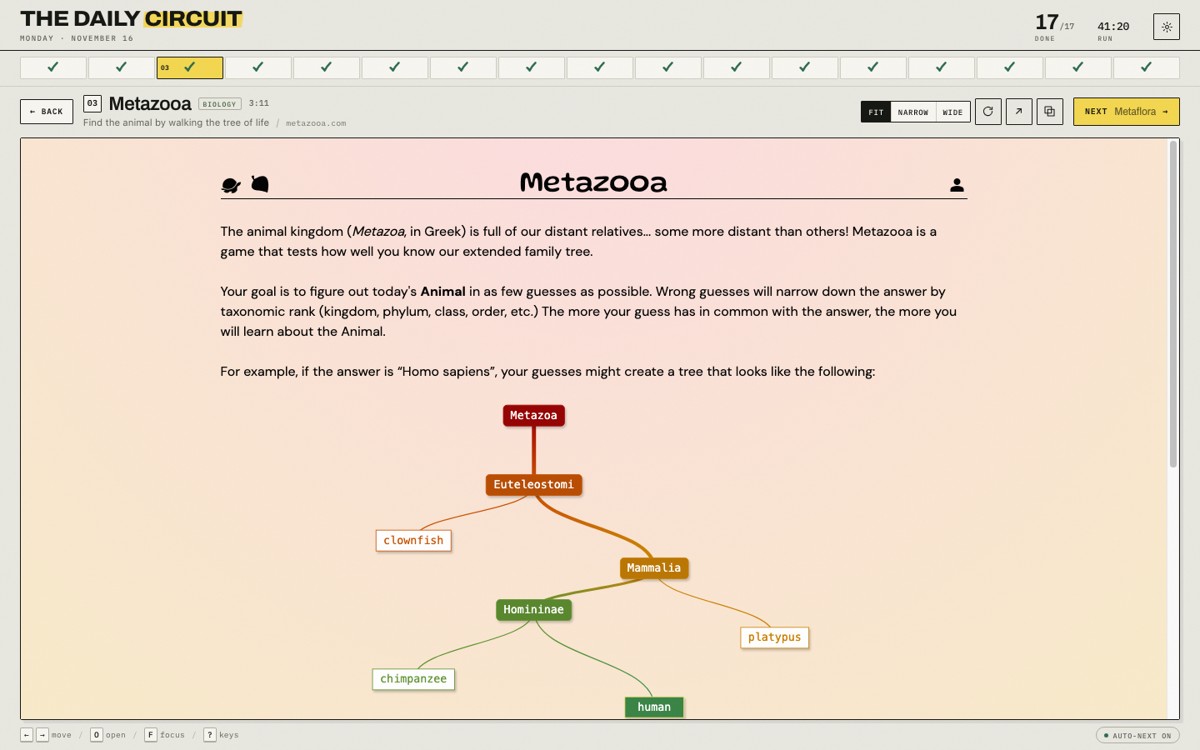 THE DAILY CIRCUIT
MONDAY · NOVEMBER 16
17/17
DONE
41:20
RUN
03
← BACK
03 Metazooa BIOLOGY 3:11
Find the animal by walking the tree of life / metazooa.com
FIT NARROW WIDE
NEXT Metaflora →
Metazooa
The animal kingdom (Metazoa, in Greek) is full of our distant relatives... some more distant than others! Metazooa is a
game that tests how well you know our extended family tree.
Your goal is to figure out today's Animal in as few guesses as possible. Wrong guesses will narrow down the answer by
taxonomic rank (kingdom, phylum, class, order, etc.) The more your guess has in common with the answer, the more you
will learn about the Animal.
For example, if the answer is “Homo sapiens”, your guesses might create a tree that looks like the following:
Metazoa
Euteleostomi
clownfish
Mammalia
Homininae
platypus
chimpanzee
human
← → move / O open / F focus / ? keys
AUTO-NEXT ON